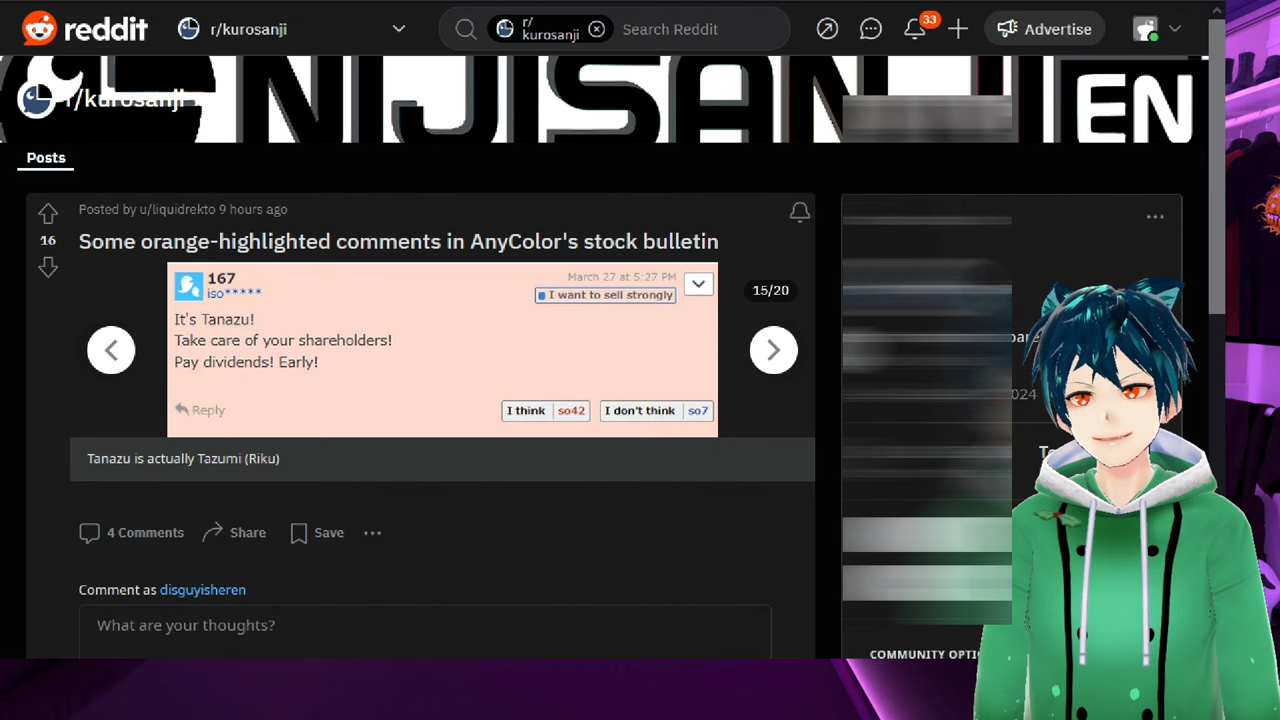 reddit
r/kurosanji
r/
kurosanji
Search Reddit
33
Advertise
NIJISANJI EN
r/kurosanji
Posts
Posted by u/liquidrekto 9 hours ago
16
Some orange-highlighted comments in AnyColor's stock bulletin
167
iso*****
March 27 at 5:27 PM
I want to sell strongly
15/20
It's Tanazu!
Take care of your shareholders!
Pay dividends! Early!
Reply
I think so42
I don't think so7
Tanazu is actually Tazumi (Riku)
4 Comments
Share
Save
Comment as disguyisheren
What are your thoughts?
COMMUNITY OPTI